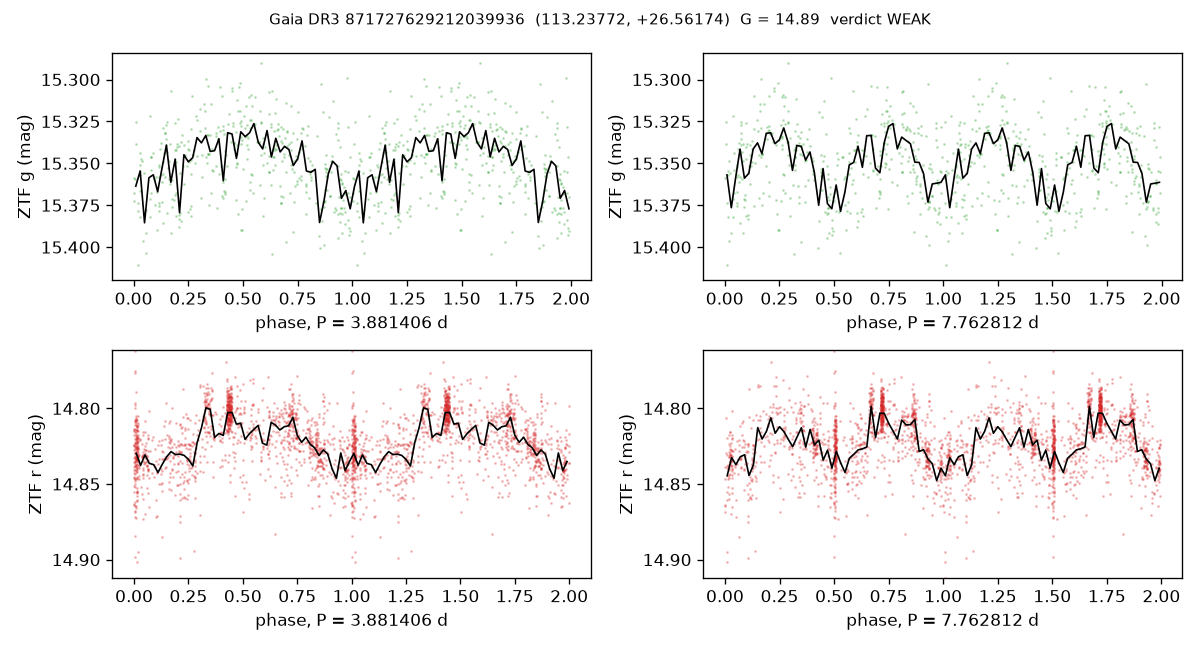 Gaia DR3 871727629212039936 (113.23772, +26.56174) G = 14.89 verdict WEAK
ZTF g (mag)
15.300
15.325
15.350
15.375
15.400
0.00 0.25 0.50 0.75 1.00 1.25 1.50 1.75 2.00
phase, P = 3.881406 d
ZTF g (mag)
15.300
15.325
15.350
15.375
15.400
0.00 0.25 0.50 0.75 1.00 1.25 1.50 1.75 2.00
phase, P = 7.762812 d
ZTF r (mag)
14.80
14.85
14.90
0.00 0.25 0.50 0.75 1.00 1.25 1.50 1.75 2.00
phase, P = 3.881406 d
ZTF r (mag)
14.80
14.85
14.90
0.00 0.25 0.50 0.75 1.00 1.25 1.50 1.75 2.00
phase, P = 7.762812 d